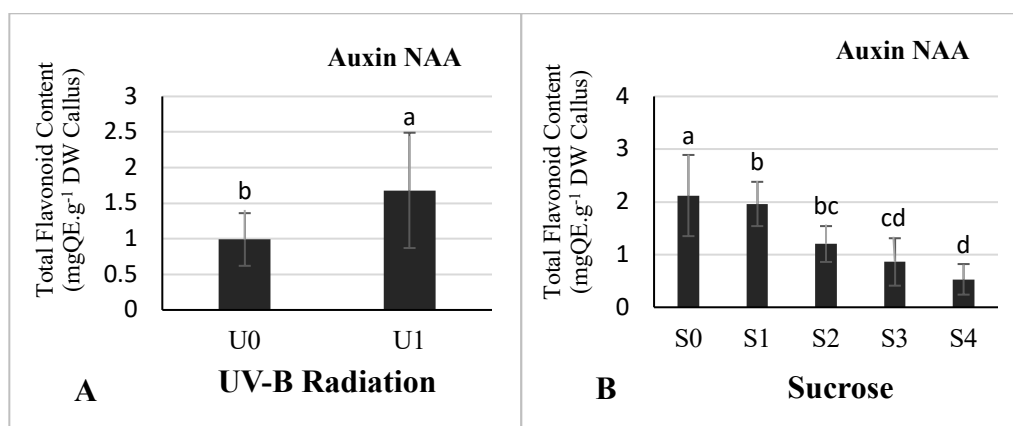 Auxin NAA
Total Flavonoid Content
(mgQE.g⁻¹ DW Callus)
3
2.5
2
1.5
1
0.5
0
b
a
U0 U1
A
UV-B Radiation
Auxin NAA
Total Flavonoid Content
(mgQE.g⁻¹ DW Callus)
4
3
2
1
0
a
b
bc
cd
d
S0 S1 S2 S3 S4
B
Sucrose